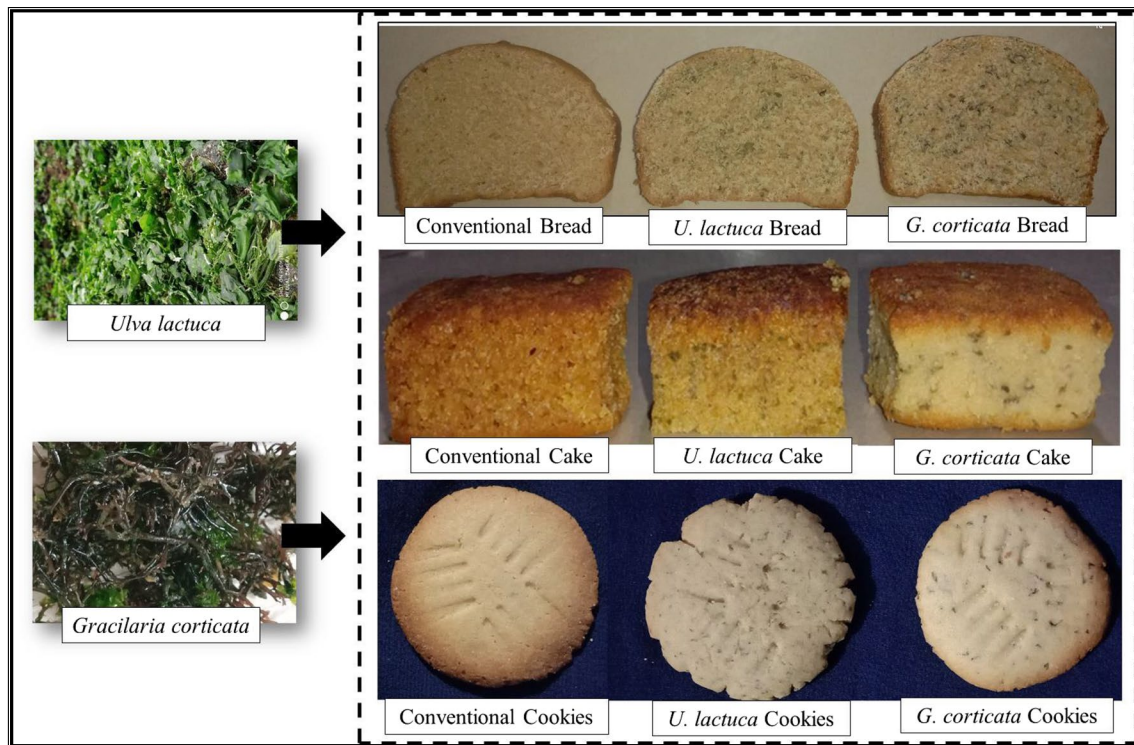 Conventional Bread
U. lactuca Bread
G. corticata Bread
Ulva lactuca
Conventional Cake
U. lactuca Cake
G. corticata Cake
Gracilaria corticata
Conventional Cookies
U. lactuca Cookies
G. corticata Cookies